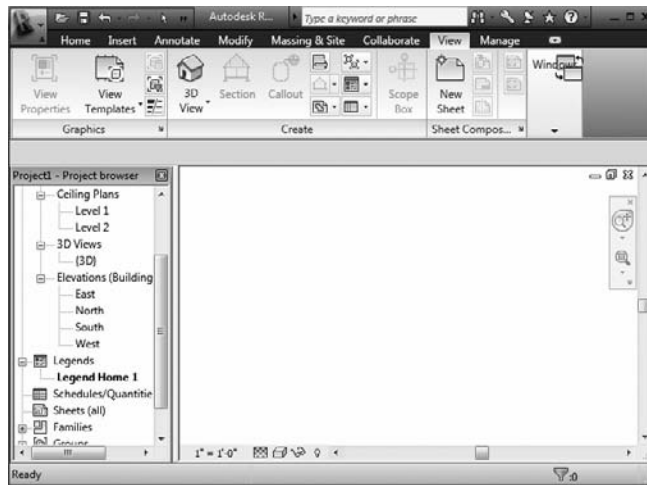 Autodesk R... Type a keyword or phrase
Home Insert Annotate Modify Massing & Site Collaborate View Manage
View Properties
View Templates
3D View
Section
Callout
Scope Box
New Sheet
Window
Graphics Create Sheet Compos...
Project1 - Project browser
Ceiling Plans
Level 1
Level 2
3D Views
(3D)
Elevations (Building
East
North
South
West
Legends
Legend Home 1
Schedules/Quantitie
Sheets (all)
Families
Groups
1" = 1'-0"
Ready
:0